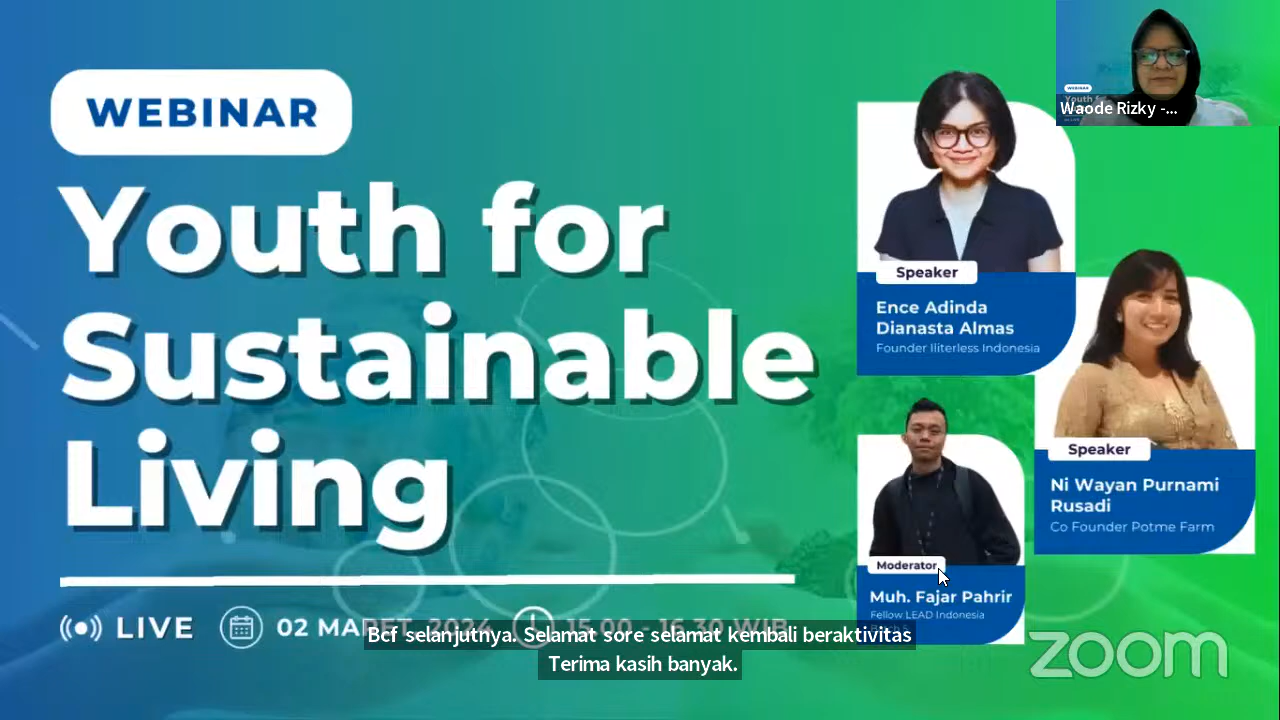 WEBINAR
Youth for
Sustainable
Living
LIVE
02 MARET 2024
15.00 - 16.30 WIB
Speaker
Ence Adinda
Dianasta Almas
Founder Iliterless Indonesia
Speaker
Ni Wayan Purnami
Rusadi
Co Founder Potme Farm
Moderator
Muh. Fajar Pahrir
Fellow LEAD Indonesia
Waode Rizky -...
Bcf selanjutnya. Selamat sore selamat kembali beraktivitas
Terima kasih banyak.
zoom